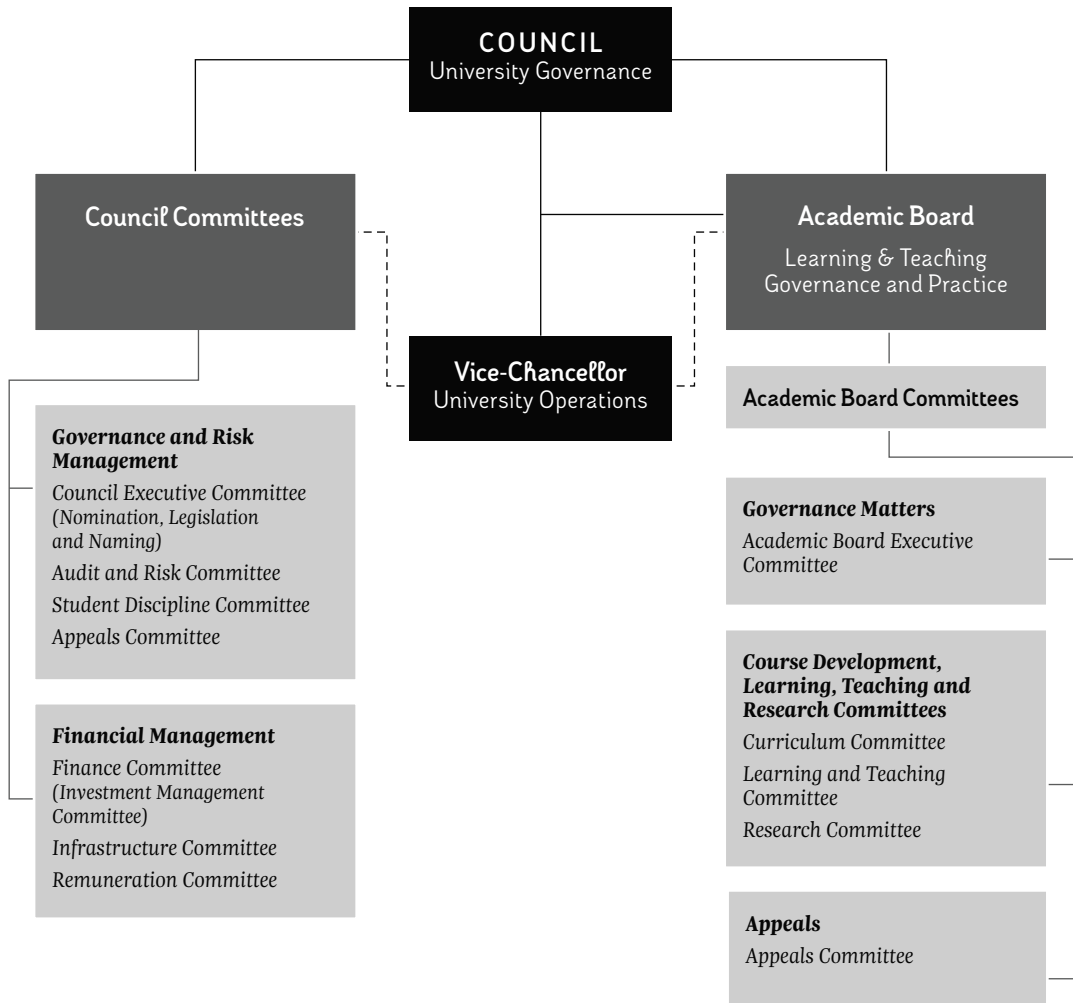 COUNCIL
University Governance
Council Committees
Academic Board
Learning & Teaching
Governance and Practice
Vice-Chancellor
University Operations
Governance and Risk
Management
Council Executive Committee
(Nomination, Legislation
and Naming)
Audit and Risk Committee
Student Discipline Committee
Appeals Committee
Financial Management
Finance Committee
(Investment Management
Committee)
Infrastructure Committee
Remuneration Committee
Academic Board Committees
Governance Matters
Academic Board Executive
Committee
Course Development,
Learning, Teaching and
Research Committees
Curriculum Committee
Learning and Teaching
Committee
Research Committee
Appeals
Appeals Committee